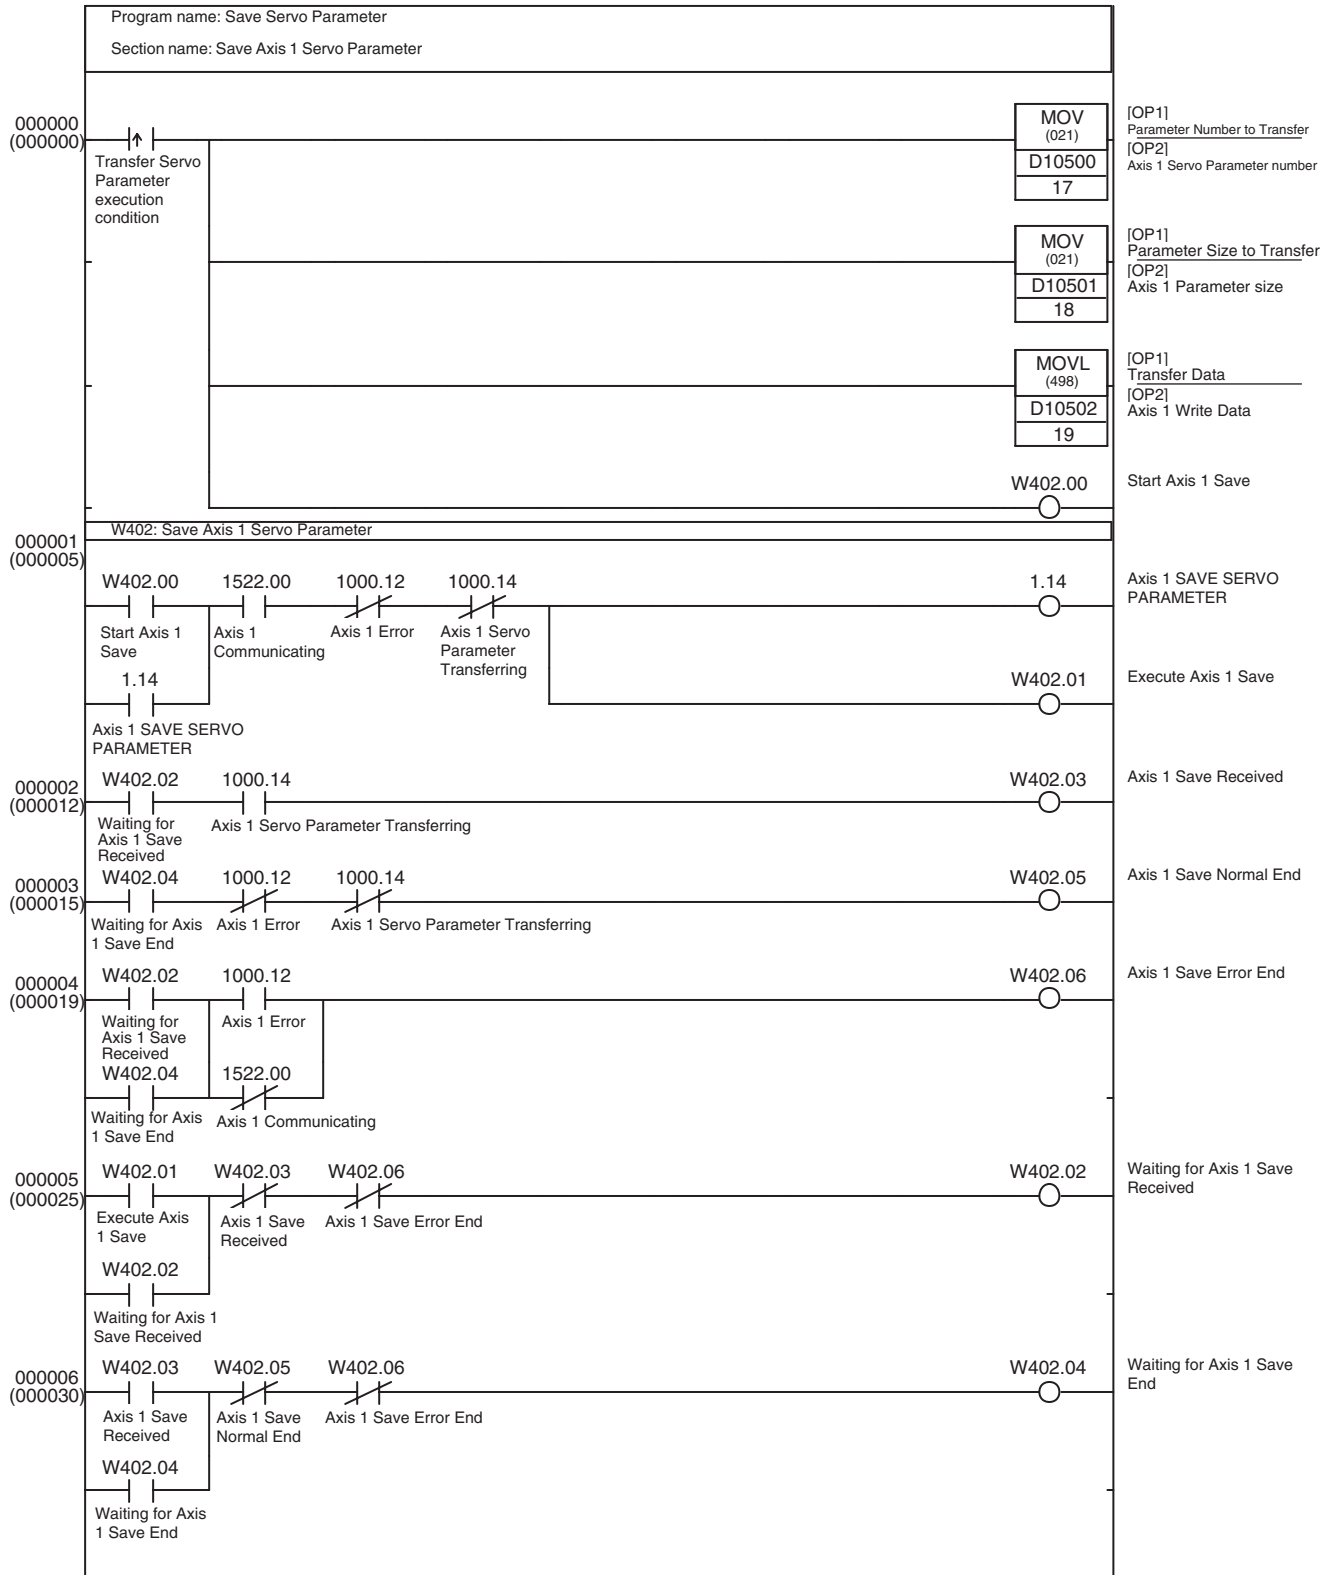 Program name: Save Servo Parameter
Section name: Save Axis 1 Servo Parameter
000000
(000000)
Transfer Servo
Parameter
execution
condition
MOV
(021)
D10500
17
[OP1]
Parameter Number to Transfer
[OP2]
Axis 1 Servo Parameter number
MOV
(021)
D10501
18
[OP1]
Parameter Size to Transfer
[OP2]
Axis 1 Parameter size
MOVL
(498)
D10502
19
[OP1]
Transfer Data
[OP2]
Axis 1 Write Data
W402.00
Start Axis 1 Save
000001
(000005)
W402: Save Axis 1 Servo Parameter
W402.00 1522.00 1000.12 1000.14 1.14
Axis 1 SAVE SERVO
PARAMETER
Start Axis 1
Save
Axis 1
Communicating
Axis 1 Error
Axis 1 Servo
Parameter
Transferring
1.14
W402.01
Execute Axis 1 Save
Axis 1 SAVE SERVO
PARAMETER
000002
(000012)
W402.02 1000.14 W402.03
Axis 1 Save Received
Waiting for
Axis 1 Save
Received
Axis 1 Servo Parameter Transferring
000003
(000015)
W402.04 1000.12 1000.14 W402.05
Axis 1 Save Normal End
Waiting for Axis
1 Save End
Axis 1 Error
Axis 1 Servo Parameter Transferring
000004
(000019)
W402.02 1000.12 W402.06
Axis 1 Save Error End
Waiting for
Axis 1 Save
Received
Axis 1 Error
W402.04 1522.00
Waiting for Axis
1 Save End
Axis 1 Communicating
000005
(000025)
W402.01 W402.03 W402.06 W402.02
Waiting for Axis 1 Save
Received
Execute Axis
1 Save
Axis 1 Save
Received
Axis 1 Save Error End
W402.02
Waiting for Axis 1
Save Received
000006
(000030)
W402.03 W402.05 W402.06 W402.04
Waiting for Axis 1 Save
End
Axis 1 Save
Received
Axis 1 Save
Normal End
Axis 1 Save Error End
W402.04
Waiting for Axis
1 Save End